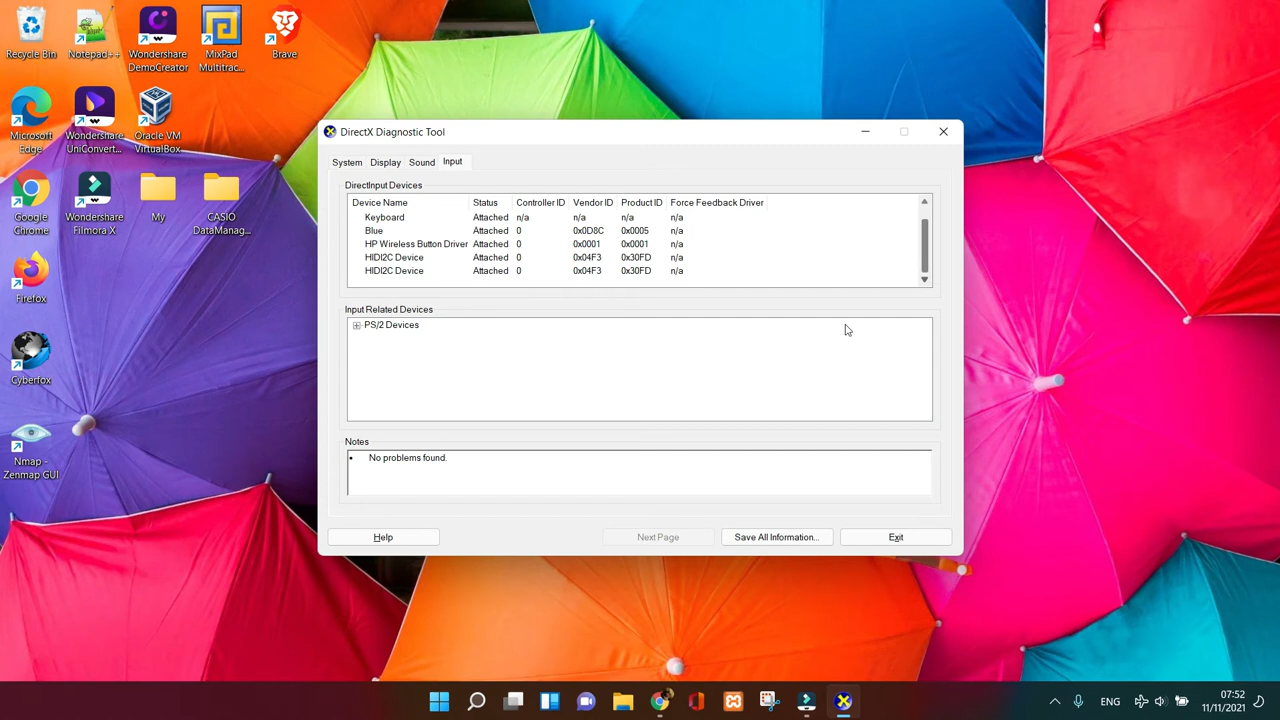 Recycle Bin
Notepad++
Wondershare DemoCreator
MixPad Multitrac...
Brave
Microsoft Edge
Wondershare UniConvert...
Oracle VM VirtualBox
Google Chrome
Wondershare Filmora X
My
CASIO DataManag...
Firefox
Cyberfox
Nmap - Zenmap GUI
DirectX Diagnostic Tool
System Display Sound Input
DirectInput Devices
Device Name Status Controller ID Vendor ID Product ID Force Feedback Driver
Keyboard Attached n/a n/a n/a n/a
Blue Attached 0 0x0D8C 0x0005 n/a
HP Wireless Button Driver Attached 0 0x0001 0x0001 n/a
HIDI2C Device Attached 0 0x04F3 0x30FD n/a
HIDI2C Device Attached 0 0x04F3 0x30FD n/a
Input Related Devices
PS/2 Devices
Notes
• No problems found.
Help Next Page Save All Information... Exit
ENG
07:52
11/11/2021